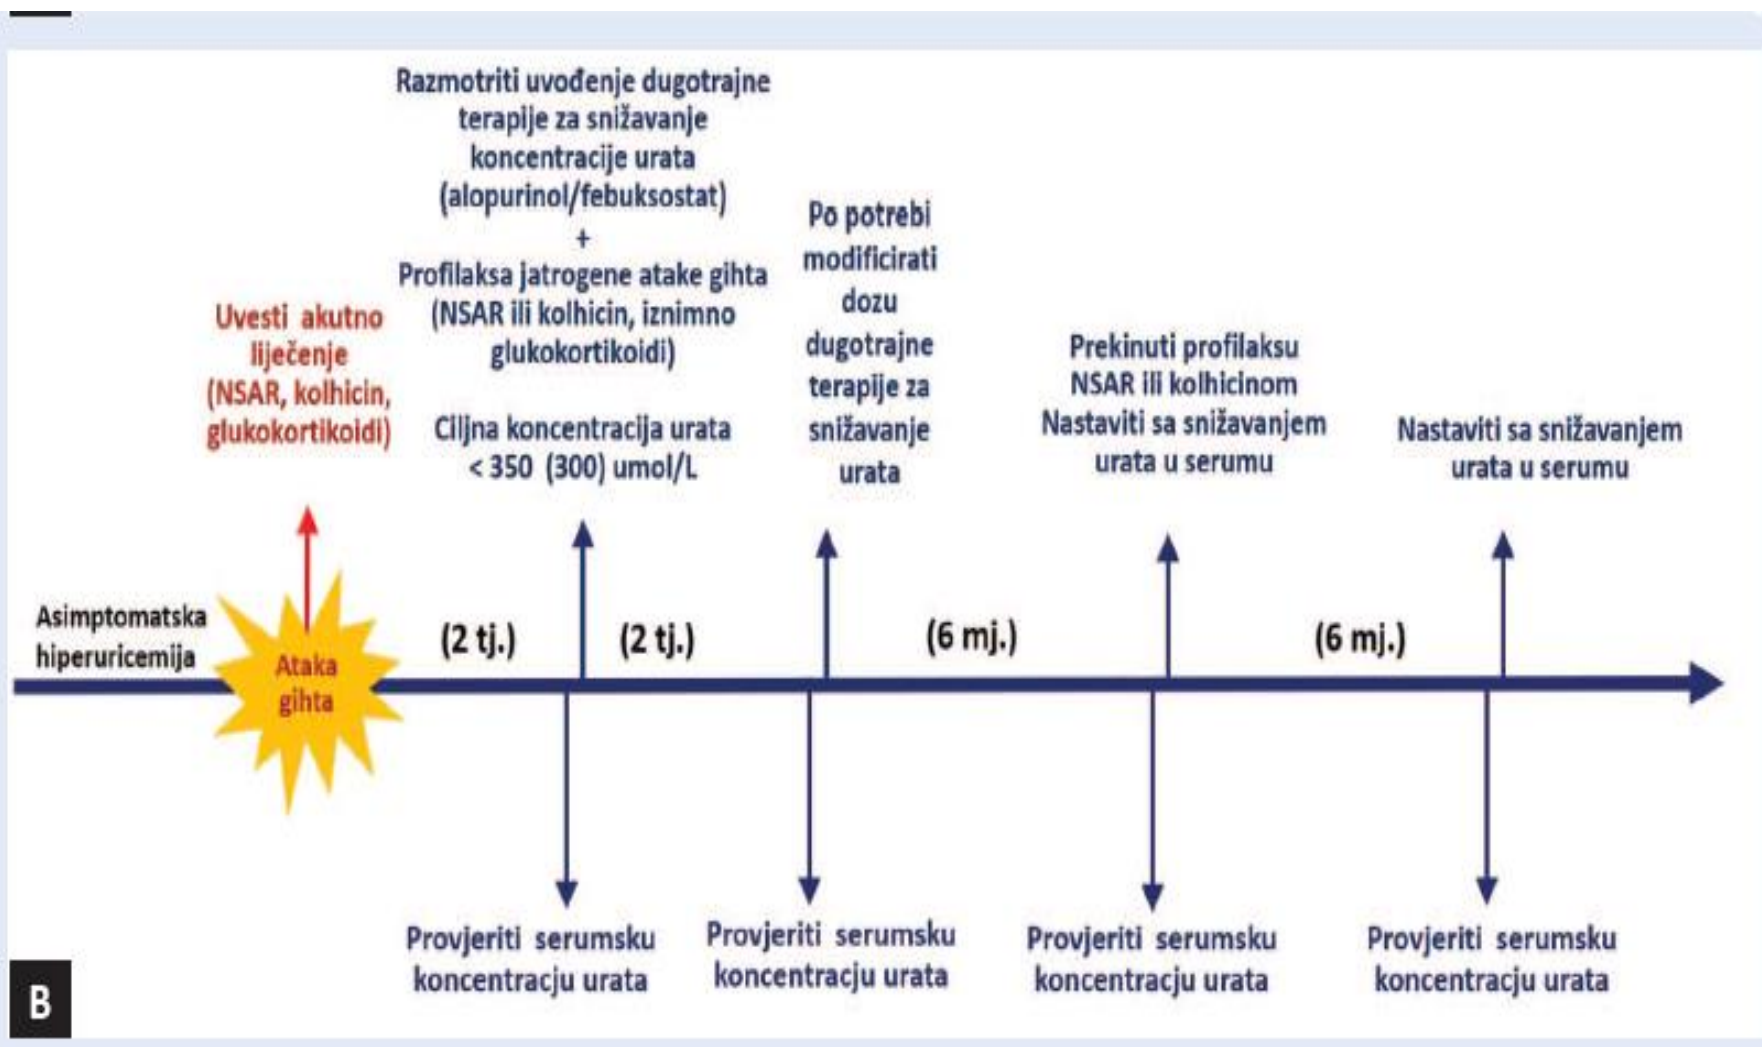 Razmotriti uvođenje dugotrajne
terapije za snižavanje
koncentracije urata
(alopurinol/febuksostat)
+
Profilaksa jatrogene atake gihta
(NSAR ili kolhicin, iznimno
glukokortikoidi)
Ciljna koncentracija urata
< 350 (300) umol/L
Po potrebi
modificirati
dozu
dugotrajne
terapije za
snižavanje
urata
Uvesti akutno
liječenje
(NSAR, kolhicin,
glukokortikoidi)
Prekinuti profilaksu
NSAR ili kolhicinom
Nastaviti sa snižavanjem
urata u serumu
Nastaviti sa snižavanjem
urata u serumu
Asimptomatska
hiperuricemija
Ataka
gihta
(2 tj.)
(2 tj.)
(6 mj.)
(6 mj.)
Provjeriti serumsku
koncentracju urata
Provjeriti serumsku
koncentracju urata
Provjeriti serumsku
koncentracju urata
Provjeriti serumsku
koncentracju urata
B